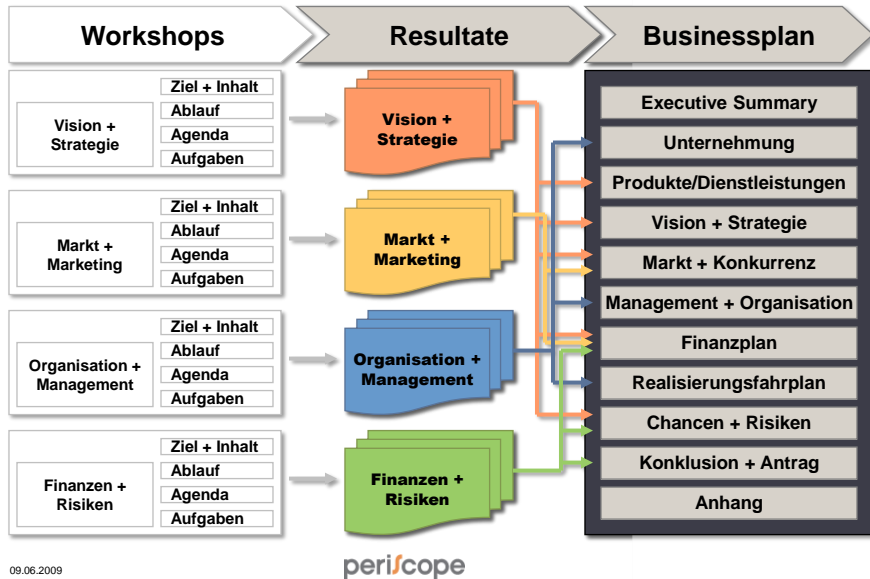 Workshops
Resultate
Businessplan
Vision +
Strategie
Ziel + Inhalt
Ablauf
Agenda
Aufgaben
Markt +
Marketing
Ziel + Inhalt
Ablauf
Agenda
Aufgaben
Organisation +
Management
Ziel + Inhalt
Ablauf
Agenda
Aufgaben
Finanzen +
Risiken
Ziel + Inhalt
Ablauf
Agenda
Aufgaben
Vision +
Strategie
Markt +
Marketing
Organisation +
Management
Finanzen +
Risiken
Executive Summary
Unternehmung
Produkte/Dienstleistungen
Vision + Strategie
Markt + Konkurrenz
Management + Organisation
Finanzplan
Realisierungsfahrplan
Chancen + Risiken
Konklusion + Antrag
Anhang
09.06.2009
periscope